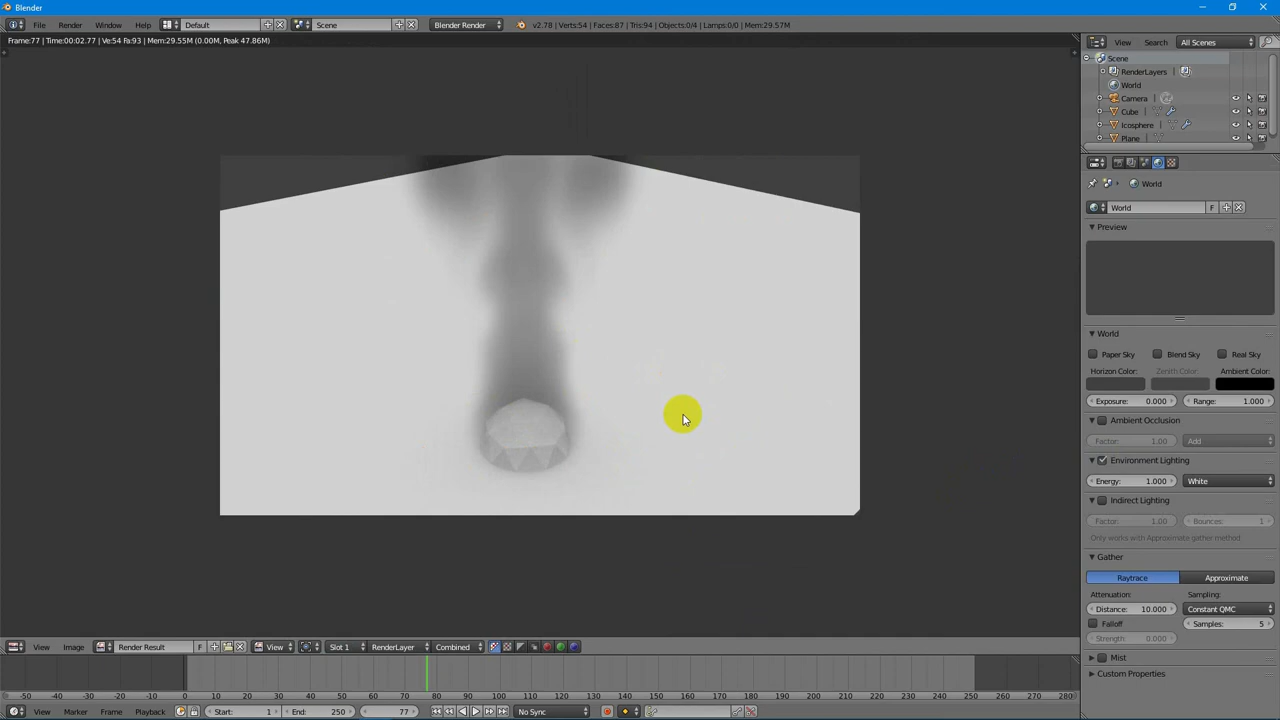 Blender
File Render Window Help Default Scene Blender Render v2.78 | Verts:54 | Faces:87 | Tris:94 | Objects:0/4 | Lamps:0/0 | Mem:29.57M
Frame:77 | Time:00:02.77 | Ve:54 Fa:93 | Mem:29.55M (0.00M, Peak 47.86M)
View Search All Scenes
Scene
RenderLayers
World
Camera
Cube
Icosphere
Plane
World
World F
Preview
World
Paper Sky Blend Sky Real Sky
Horizon Color: Zenith Color: Ambient Color:
Exposure: 0.000 Range: 1.000
Ambient Occlusion
Factor: 1.00 Add
Environment Lighting
Energy: 1.000 White
Indirect Lighting
Factor: 1.00 Bounces: 1
Only works with Approximate gather method
Gather
Raytrace Approximate
Attenuation: Sampling:
Distance: 10.000 Constant QMC
Falloff Samples: 5
Strength: 0.000
Mist
Custom Properties
View Image Render Result F View Slot 1 RenderLayer Combined
-50 -40 -30 -20 -10 0 10 20 30 40 50 60 70 80 90 100 110 120 130 140 150 160 170 180 190 200 210 220 230 240 250 260 270 280
View Marker Frame Playback Start: 1 End: 250 77 No Sync